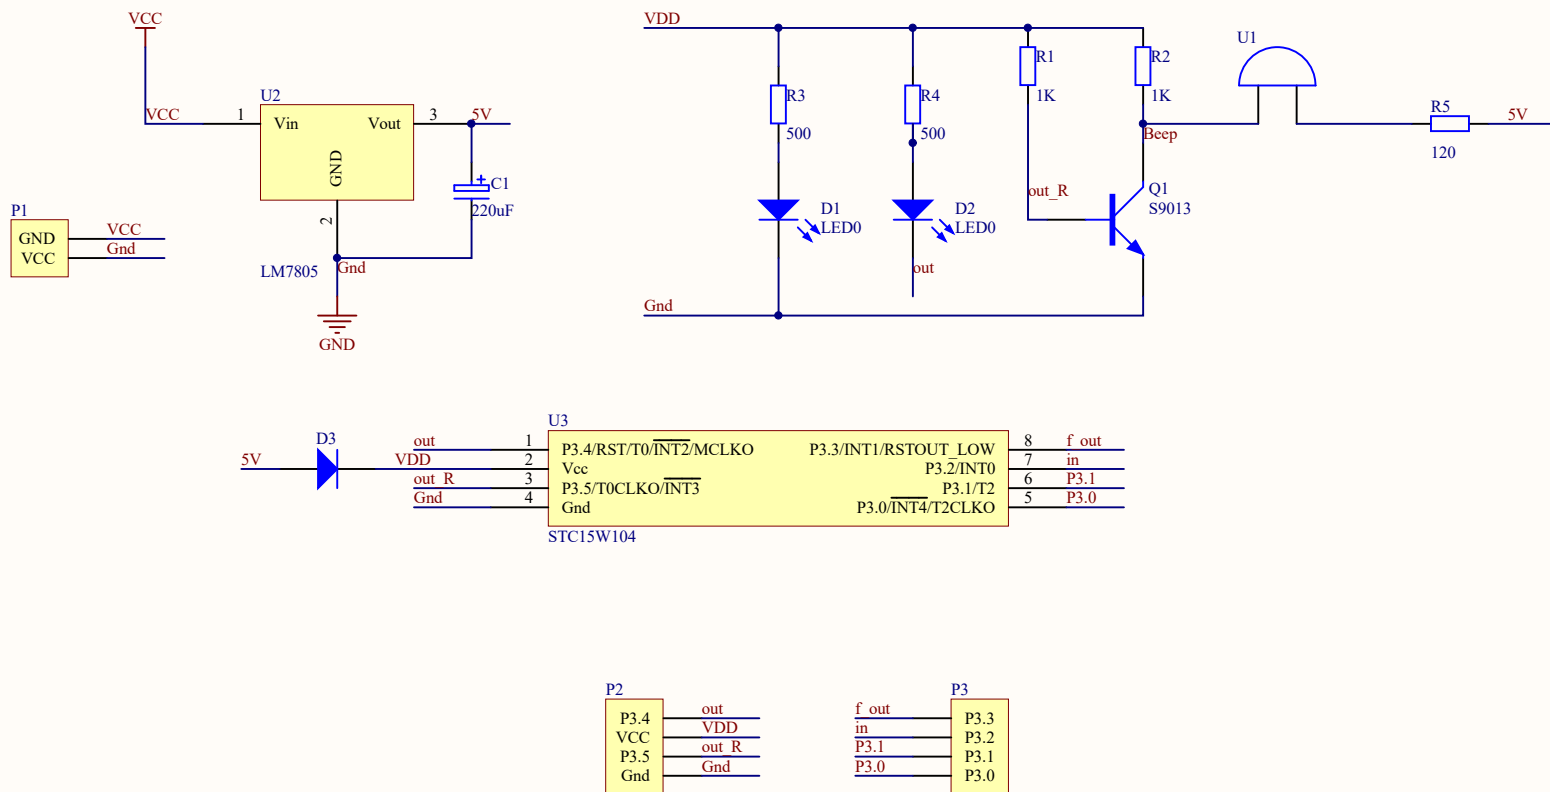 VCC
VCC
1
U2
Vin
Vout
GND
3
5V
2
+
C1
220uF
LM7805
Gnd
GND
P1
GND
VCC
VCC
Gnd
VDD
R3
500
R4
500
R1
1K
R2
1K
Beep
U1
R5
120
5V
out_R
Q1
S9013
D1
LED0
D2
LED0
out
Gnd
U3
D3
5V
out
VDD
out_R
Gnd
1
2
3
4
P3.4/RST/T0/INT2/MCLKO
Vcc
P3.5/T0CLKO/INT3
Gnd
P3.3/INT1/RSTOUT_LOW
P3.2/INT0
P3.1/T2
P3.0/INT4/T2CLKO
8
7
6
5
f_out
in
P3.1
P3.0
STC15W104
P2
P3.4
VCC
P3.5
Gnd
out
VDD
out_R
Gnd
P3
f_out
in
P3.1
P3.0
P3.3
P3.2
P3.1
P3.0